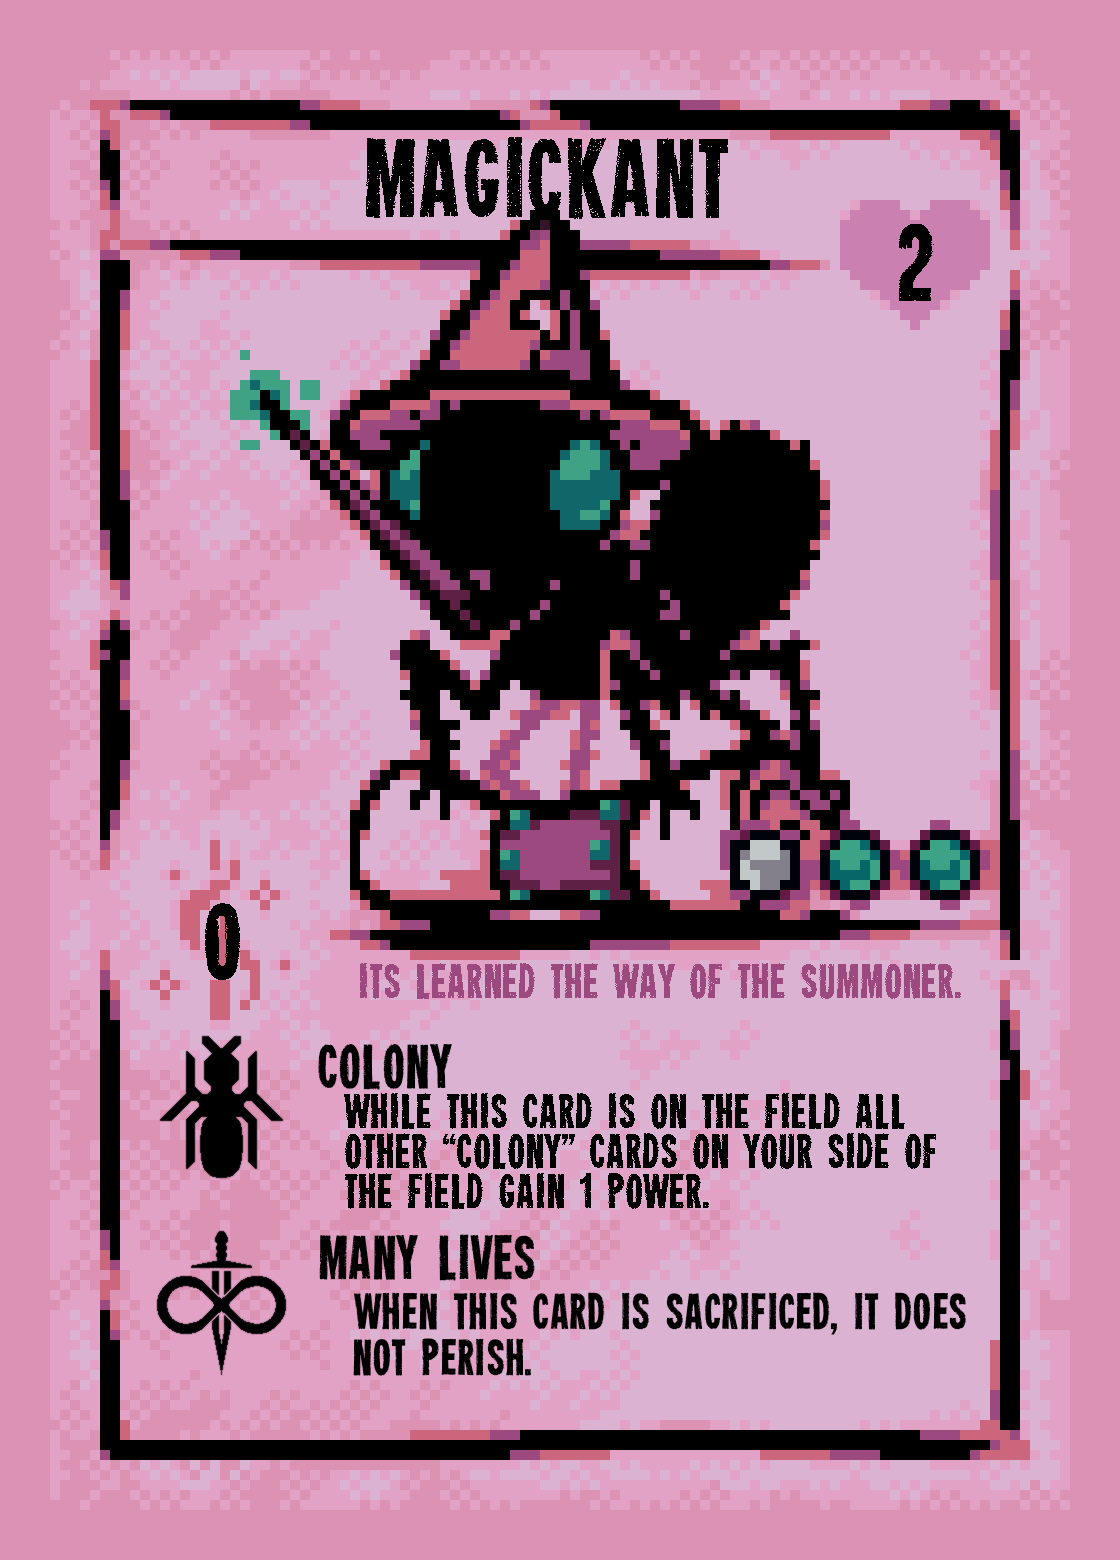 MAGICKANT
2
0
ITS LEARNED THE WAY OF THE SUMMONER.
COLONY
WHILE THIS CARD IS ON THE FIELD ALL
OTHER “COLONY” CARDS ON YOUR SIDE OF
THE FIELD GAIN 1 POWER.
MANY LIVES
WHEN THIS CARD IS SACRIFICED, IT DOES
NOT PERISH.